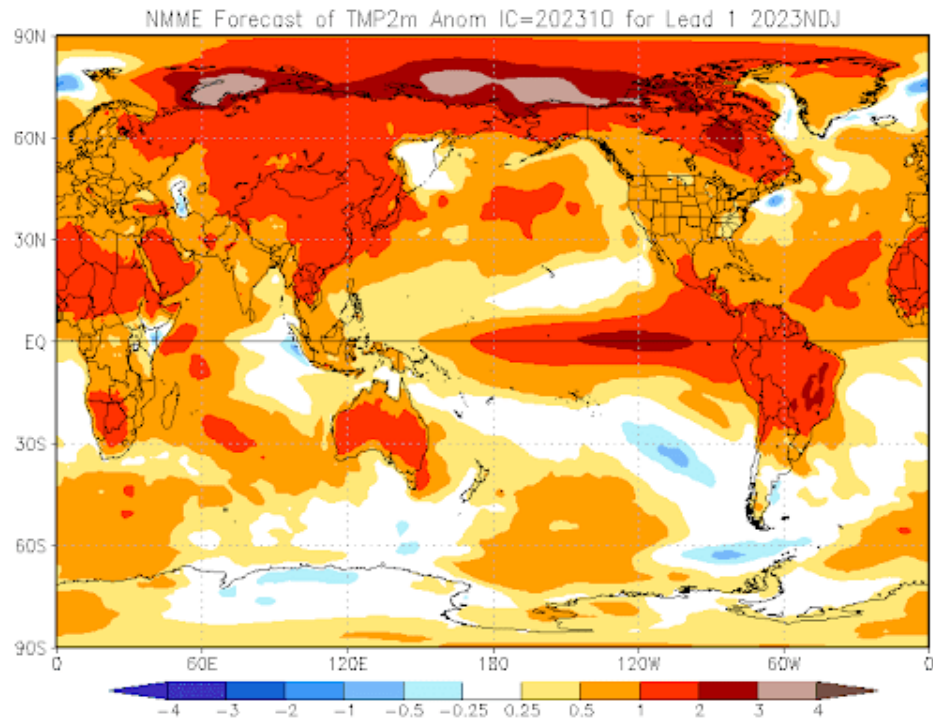 NMME Forecast of TMP2m Anom IC=202310 for Lead 1 2023NDJ
90N
60N
30N
EQ
30S
60S
90S
0 60E 120E 180 120W 60W 0
-4 -3 -2 -1 -0.5 -0.25 0.25 0.5 1 2 3 4